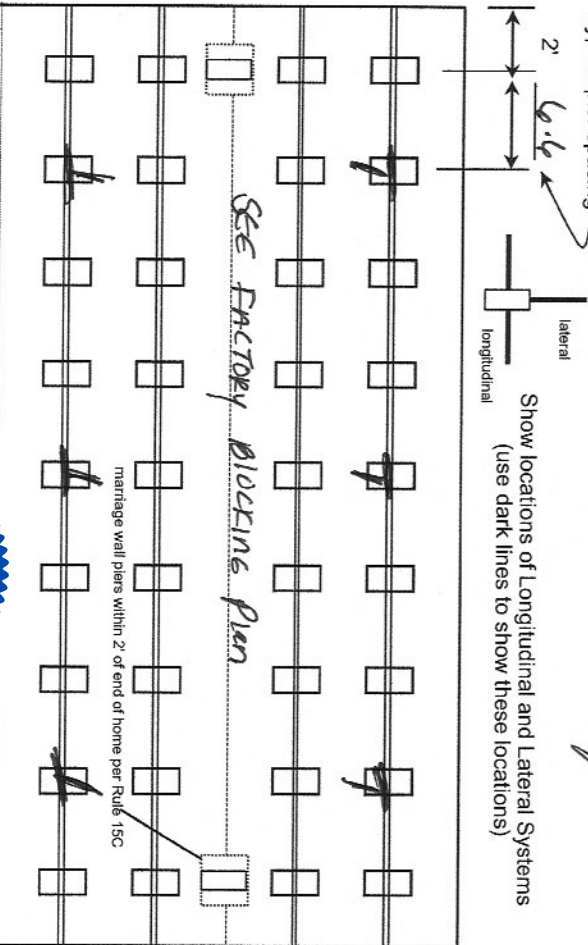 2'
6'6
lateral
longitudinal
Show locations of Longitudinal and Lateral Systems
(use dark lines to show these locations)
SEE FACTORY BLOCKING Plan
marriage wall piers within 2' of end of home per Rule 15C